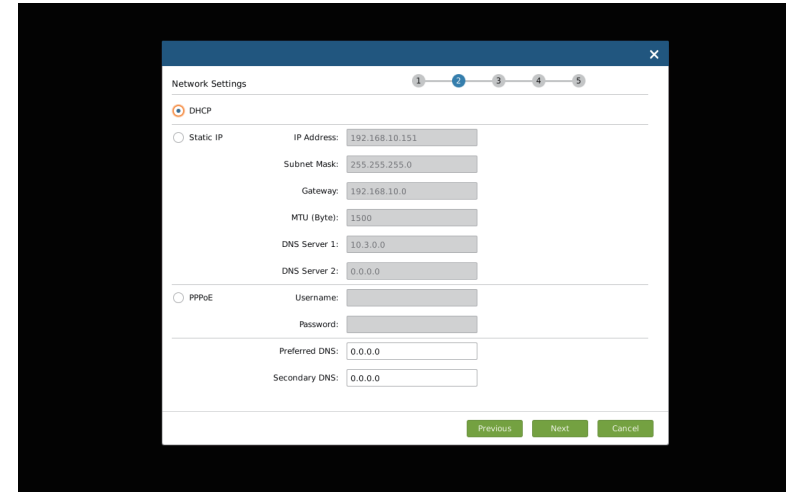 ×
Network Settings 1 2 3 4 5
DHCP
Static IP IP Address: 192.168.10.151
Subnet Mask: 255.255.255.0
Gateway: 192.168.10.0
MTU (Byte): 1500
DNS Server 1: 10.3.0.0
DNS Server 2: 0.0.0.0
PPPoE Username:
Password:
Preferred DNS: 0.0.0.0
Secondary DNS: 0.0.0.0
Previous Next Cancel